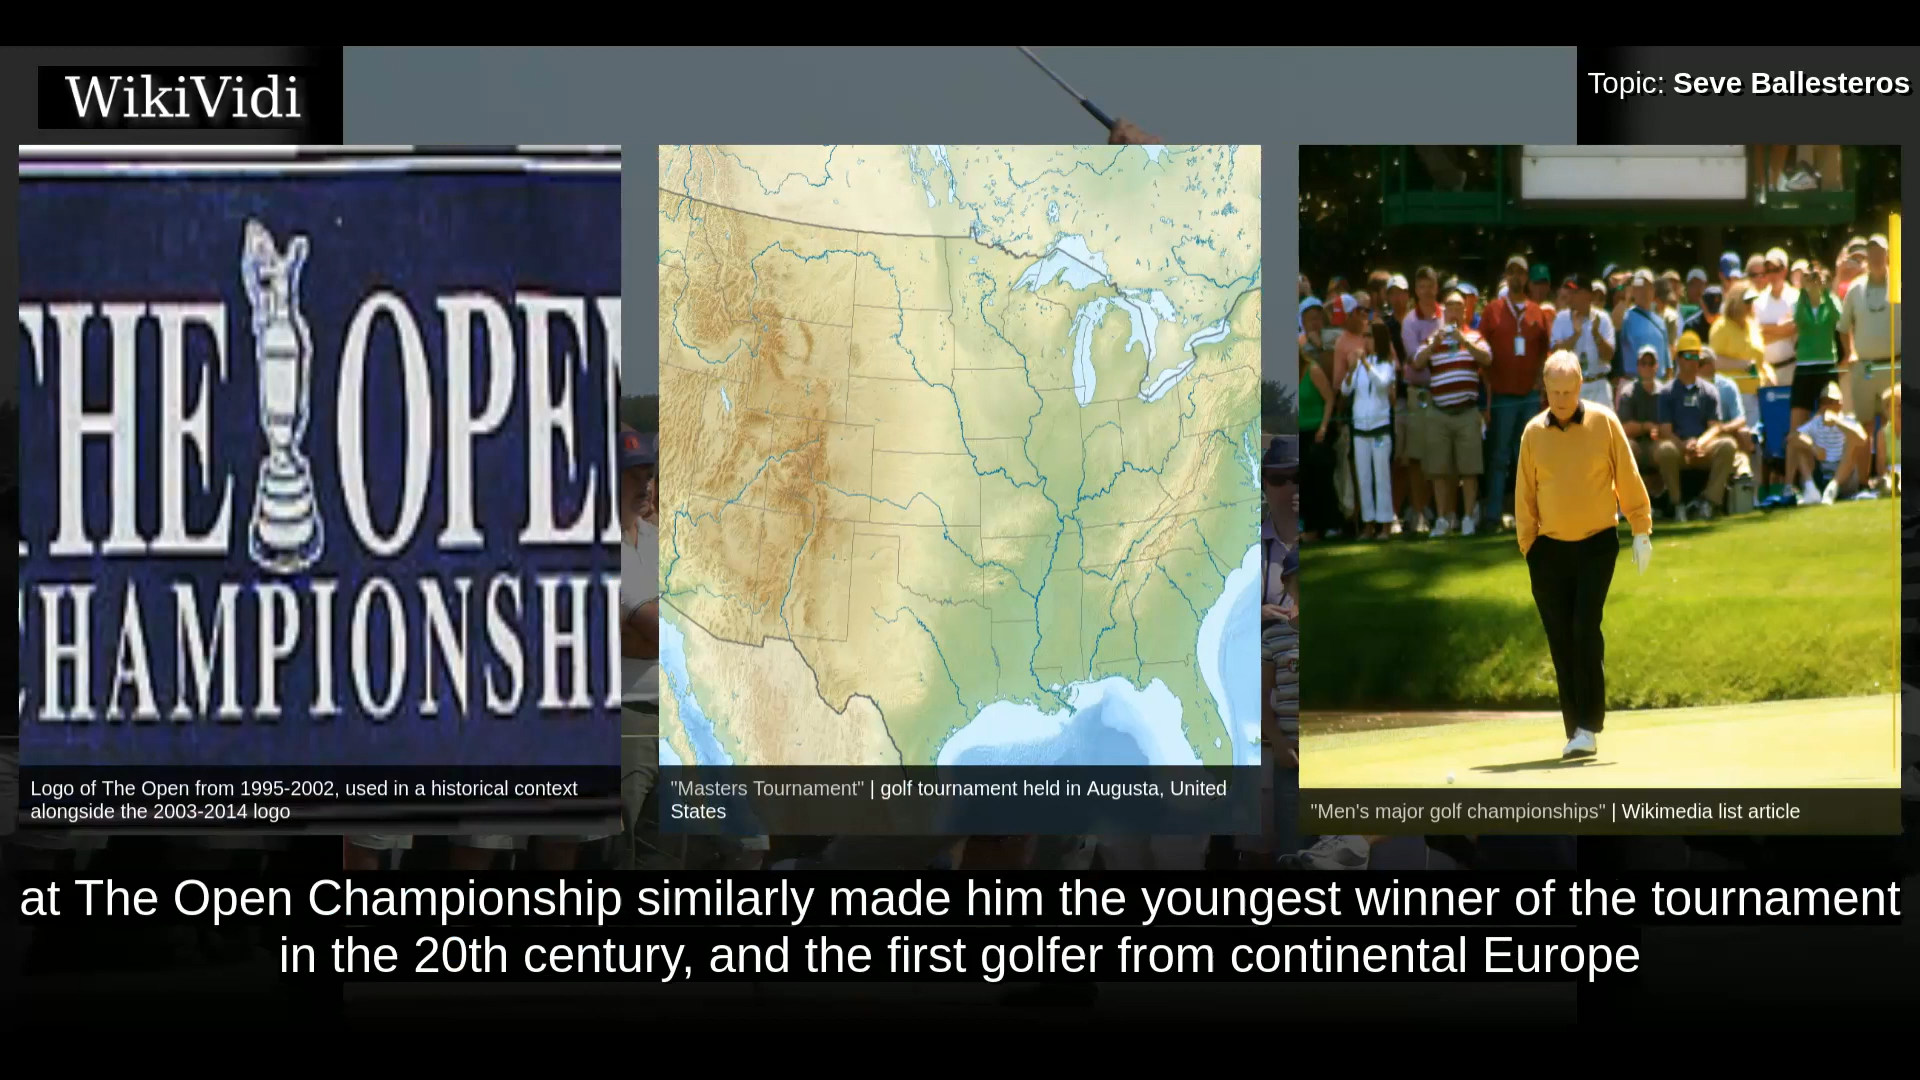 WikiVidi
Topic: Seve Ballesteros
THE OPEN
CHAMPIONSHI
Logo of The Open from 1995-2002, used in a historical context
alongside the 2003-2014 logo
"Masters Tournament" | golf tournament held in Augusta, United
States
"Men's major golf championships" | Wikimedia list article
at The Open Championship similarly made him the youngest winner of the tournament
in the 20th century, and the first golfer from continental Europe